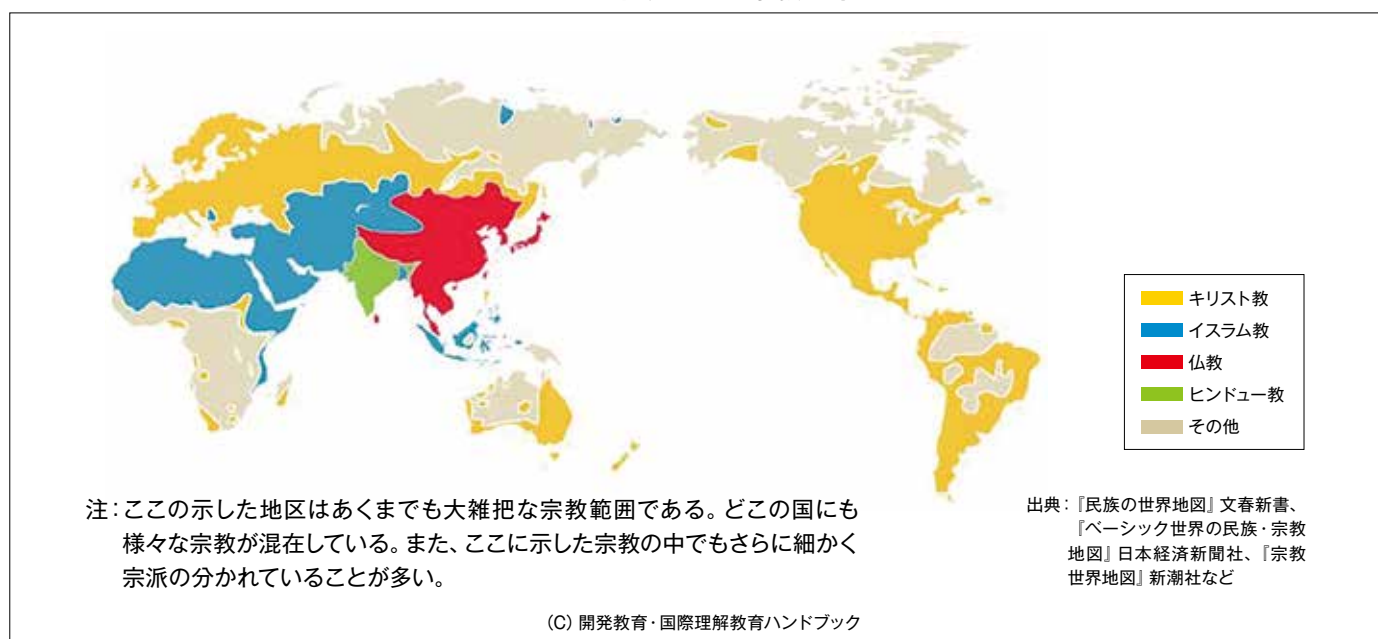 キリスト教
イスラム教
仏教
ヒンドュー教
その他
注：ここの示した地区はあくまでも大雑把な宗教範囲である。どこの国にも
様々な宗教が混在している。また、ここに示した宗教の中でもさらに細かく
宗派の分かれていることが多い。
出典：『民族の世界地図』文春新書、
『ベーシック世界の民族・宗教
地図』日本経済新聞社、『宗教
世界地図』新潮社など
(C) 開発教育・国際理解教育ハンドブック